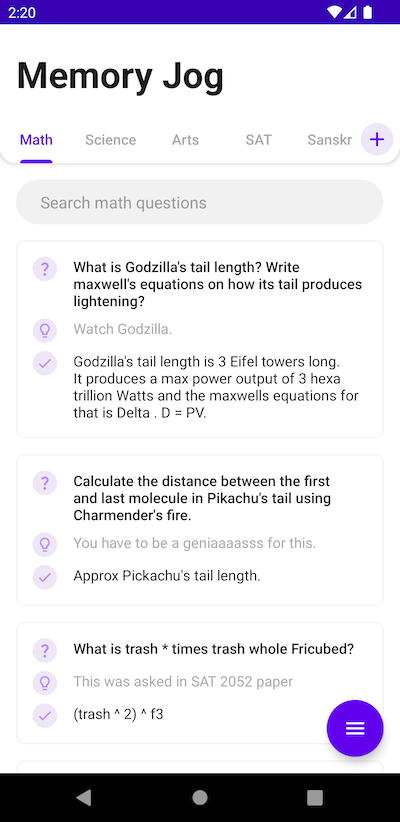 2:20
Memory Jog
Math Science Arts SAT Sanskr
Search math questions
What is Godzilla's tail length? Write
maxwell's equations on how its tail produces
lightening?
Watch Godzilla.
Godzilla's tail length is 3 Eifel towers long.
It produces a max power output of 3 hexa
trillion Watts and the maxwells equations for
that is Delta . D = PV.
Calculate the distance between the first
and last molecule in Pikachu's tail using
Charmender's fire.
You have to be a geniaaaasss for this.
Approx Pickachu's tail length.
What is trash * times trash whole Fricubed?
This was asked in SAT 2052 paper
(trash ^ 2) ^ f3